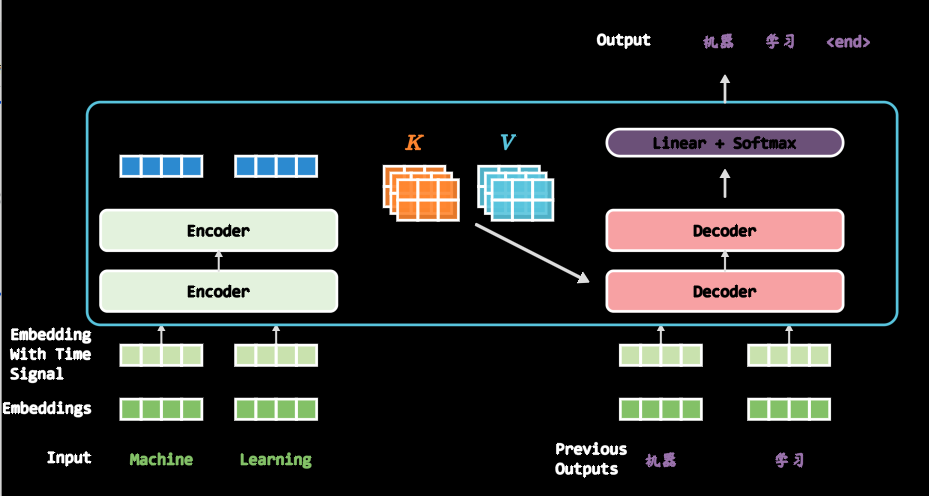 Output 机器 学习 <end>
K V
Linear + Softmax
Encoder Decoder
Encoder Decoder
Embedding
With Time
Signal
Embeddings
Input Machine Learning
Previous
Outputs
机器 学习